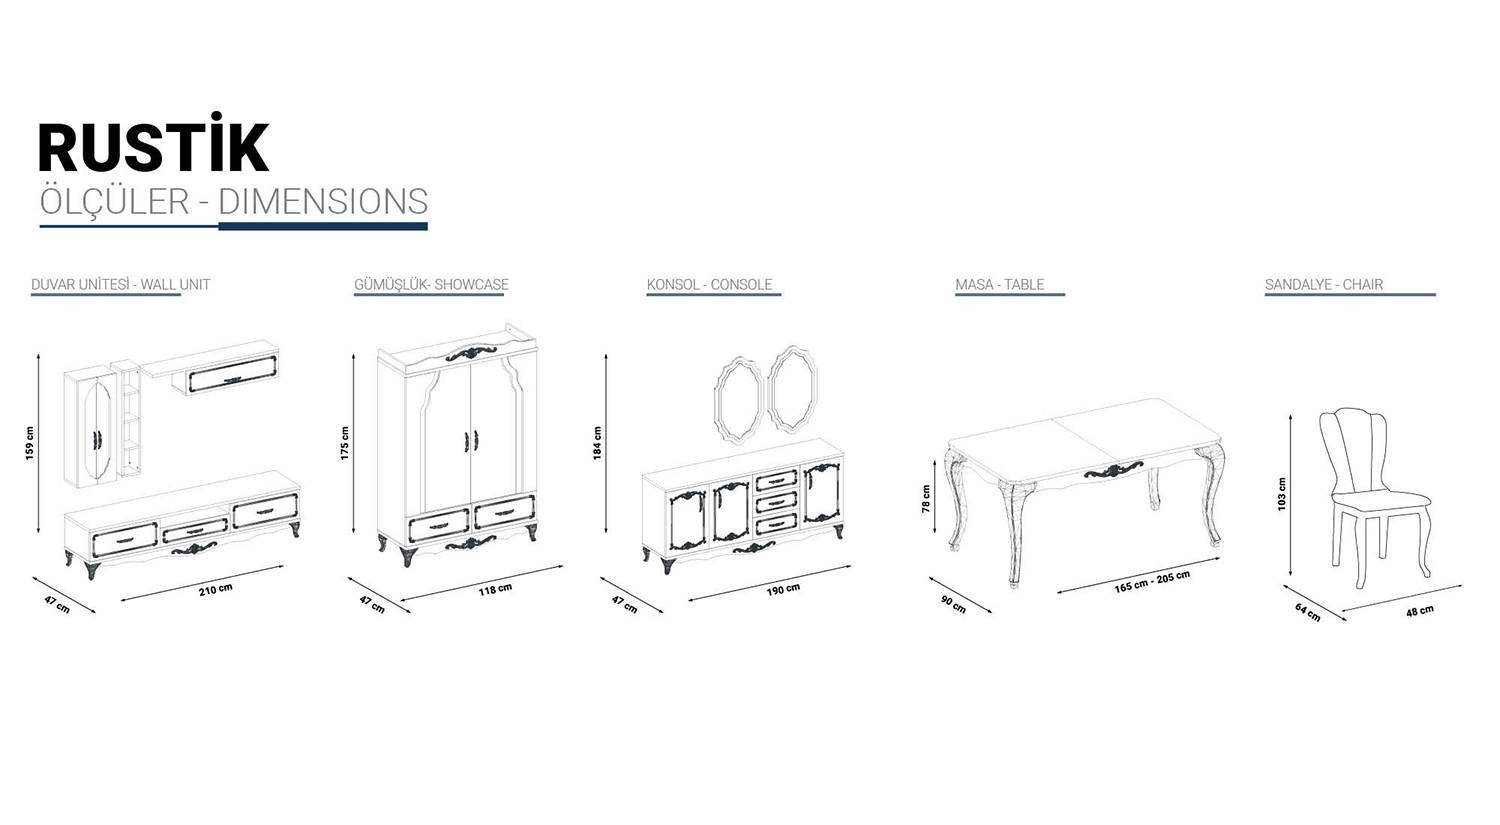 RUSTİK
ÖLÇÜLER - DIMENSIONS
DUVAR UNİTESİ - WALL UNIT
159 cm
47 cm
210 cm
GÜMÜŞLÜK- SHOWCASE
175 cm
47 cm
118 cm
KONSOL - CONSOLE
184 cm
47 cm
190 cm
MASA - TABLE
78 cm
90 cm
165 cm - 205 cm
SANDALYE - CHAIR
103 cm
64 cm
48 cm